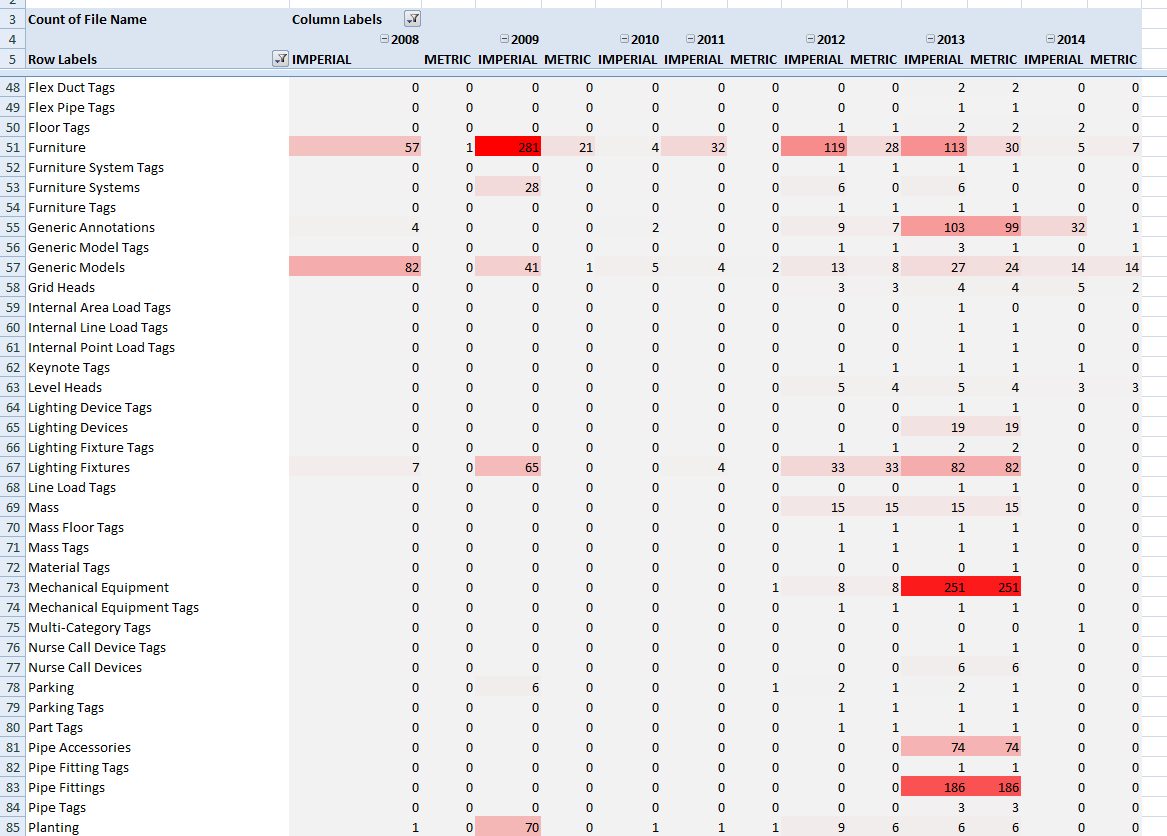 3 Count of File Name Column Labels
4 2008 2009 2010 2011 2012 2013 2014
5 Row Labels IMPERIAL METRIC IMPERIAL METRIC IMPERIAL IMPERIAL METRIC IMPERIAL METRIC IMPERIAL METRIC IMPERIAL METRIC
48 Flex Duct Tags 0 0 0 0 0 0 0 0 0 2 2 0 0
49 Flex Pipe Tags 0 0 0 0 0 0 0 0 0 1 1 0 0
50 Floor Tags 0 0 0 0 0 0 0 1 1 2 2 2 0
51 Furniture 57 1 281 21 4 32 0 119 28 113 30 5 7
52 Furniture System Tags 0 0 0 0 0 0 0 1 1 1 1 0 0
53 Furniture Systems 0 0 28 0 0 0 0 6 0 6 0 0 0
54 Furniture Tags 0 0 0 0 0 0 0 1 1 1 1 0 0
55 Generic Annotations 4 0 0 0 2 0 0 9 7 103 99 32 1
56 Generic Model Tags 0 0 0 0 0 0 0 1 1 3 1 0 1
57 Generic Models 82 0 41 1 5 4 2 13 8 27 24 14 14
58 Grid Heads 0 0 0 0 0 0 0 3 3 4 4 5 2
59 Internal Area Load Tags 0 0 0 0 0 0 0 0 0 1 0 0 0
60 Internal Line Load Tags 0 0 0 0 0 0 0 0 0 1 1 0 0
61 Internal Point Load Tags 0 0 0 0 0 0 0 0 0 1 1 0 0
62 Keynote Tags 0 0 0 0 0 0 0 1 1 1 1 1 0
63 Level Heads 0 0 0 0 0 0 0 5 4 5 4 3 3
64 Lighting Device Tags 0 0 0 0 0 0 0 0 0 1 1 0 0
65 Lighting Devices 0 0 0 0 0 0 0 0 0 19 19 0 0
66 Lighting Fixture Tags 0 0 0 0 0 0 0 1 1 2 2 0 0
67 Lighting Fixtures 7 0 65 0 0 4 0 33 33 82 82 0 0
68 Line Load Tags 0 0 0 0 0 0 0 0 0 1 1 0 0
69 Mass 0 0 0 0 0 0 0 15 15 15 15 0 0
70 Mass Floor Tags 0 0 0 0 0 0 0 1 1 1 1 0 0
71 Mass Tags 0 0 0 0 0 0 0 1 1 1 1 0 0
72 Material Tags 0 0 0 0 0 0 0 0 0 0 1 0 0
73 Mechanical Equipment 0 0 0 0 0 0 1 8 8 251 251 0 0
74 Mechanical Equipment Tags 0 0 0 0 0 0 0 1 1 1 1 0 0
75 Multi-Category Tags 0 0 0 0 0 0 0 0 0 0 0 1 0
76 Nurse Call Device Tags 0 0 0 0 0 0 0 0 0 1 1 0 0
77 Nurse Call Devices 0 0 0 0 0 0 0 0 0 6 6 0 0
78 Parking 0 0 6 0 0 0 1 2 1 2 1 0 0
79 Parking Tags 0 0 0 0 0 0 0 1 1 1 1 0 0
80 Part Tags 0 0 0 0 0 0 0 1 1 1 1 0 0
81 Pipe Accessories 0 0 0 0 0 0 0 0 0 74 74 0 0
82 Pipe Fitting Tags 0 0 0 0 0 0 0 0 0 1 1 0 0
83 Pipe Fittings 0 0 0 0 0 0 0 0 0 186 186 0 0
84 Pipe Tags 0 0 0 0 0 0 0 0 0 3 3 0 0
85 Planting 1 0 70 0 1 1 1 9 6 6 6 0 0